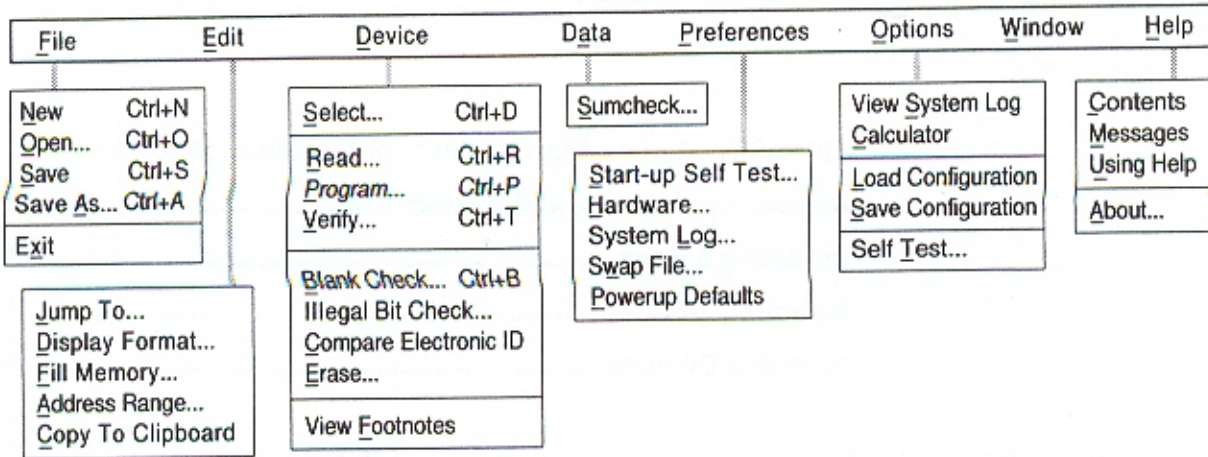 File Edit Device Data Preferences Options Window Help
New Ctrl+N
Open... Ctrl+O
Save Ctrl+S
Save As... Ctrl+A
Exit
Jump To...
Display Format...
Fill Memory...
Address Range...
Copy To Clipboard
Select... Ctrl+D
Read... Ctrl+R
Program... Ctrl+P
Verify... Ctrl+T
Blank Check... Ctrl+B
Illegal Bit Check...
Compare Electronic ID
Erase...
View Footnotes
Sumcheck...
Start-up Self Test...
Hardware...
System Log...
Swap File...
Powerup Defaults
View System Log
Calculator
Load Configuration
Save Configuration
Self Test...
Contents
Messages
Using Help
About...